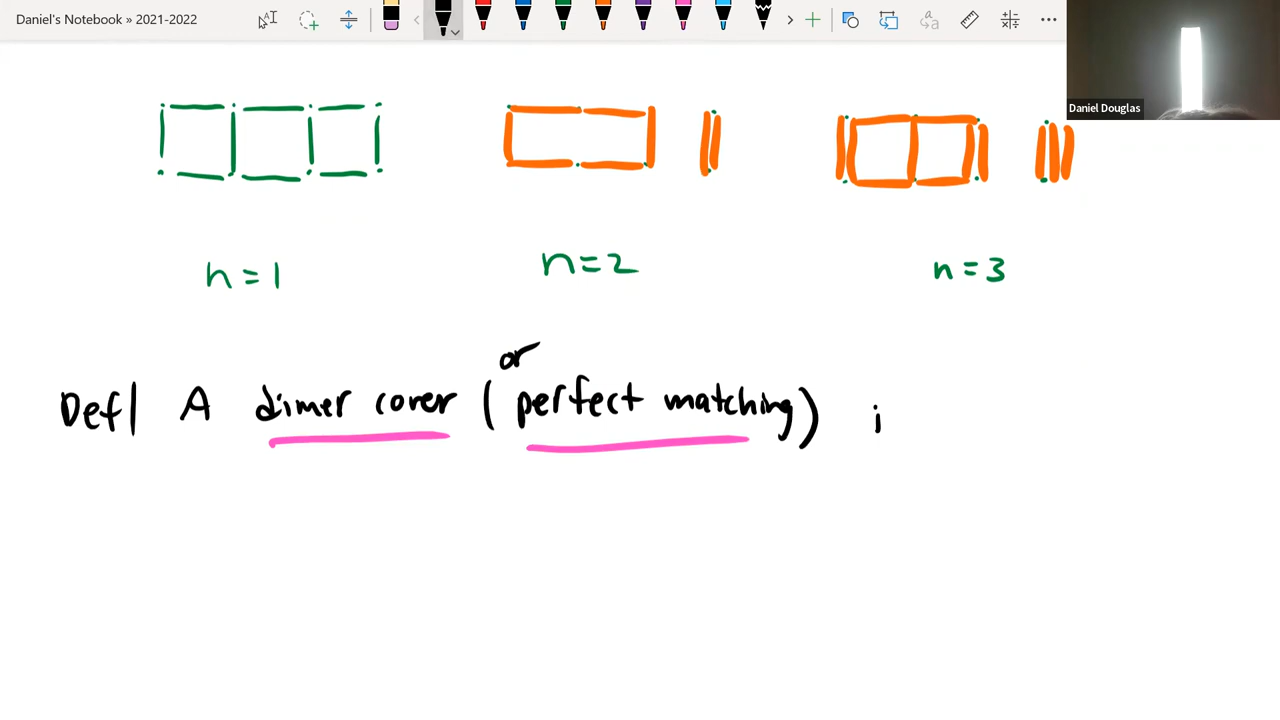 Daniel's Notebook » 2021-2022
Daniel Douglas
n=1
n=2
n=3
or
Def| A dimer cover (perfect matching) i